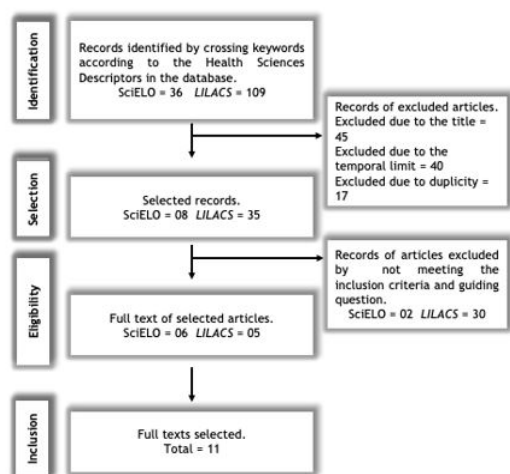 Identification
Records identified by crossing keywords
according to the Health Sciences
Descriptors in the database.
SciELO = 36 LILACS = 109
Records of excluded articles.
Excluded due to the title =
45
Excluded due to the
temporal limit = 40
Excluded due to duplicity =
17
Selection
Selected records.
SciELO = 08 LILACS = 35
Records of articles excluded
by not meeting the
inclusion criteria and guiding
question.
SciELO = 02 LILACS = 30
Eligibility
Full text of selected articles.
SciELO = 06 LILACS = 05
Inclusion
Full texts selected.
Total = 11